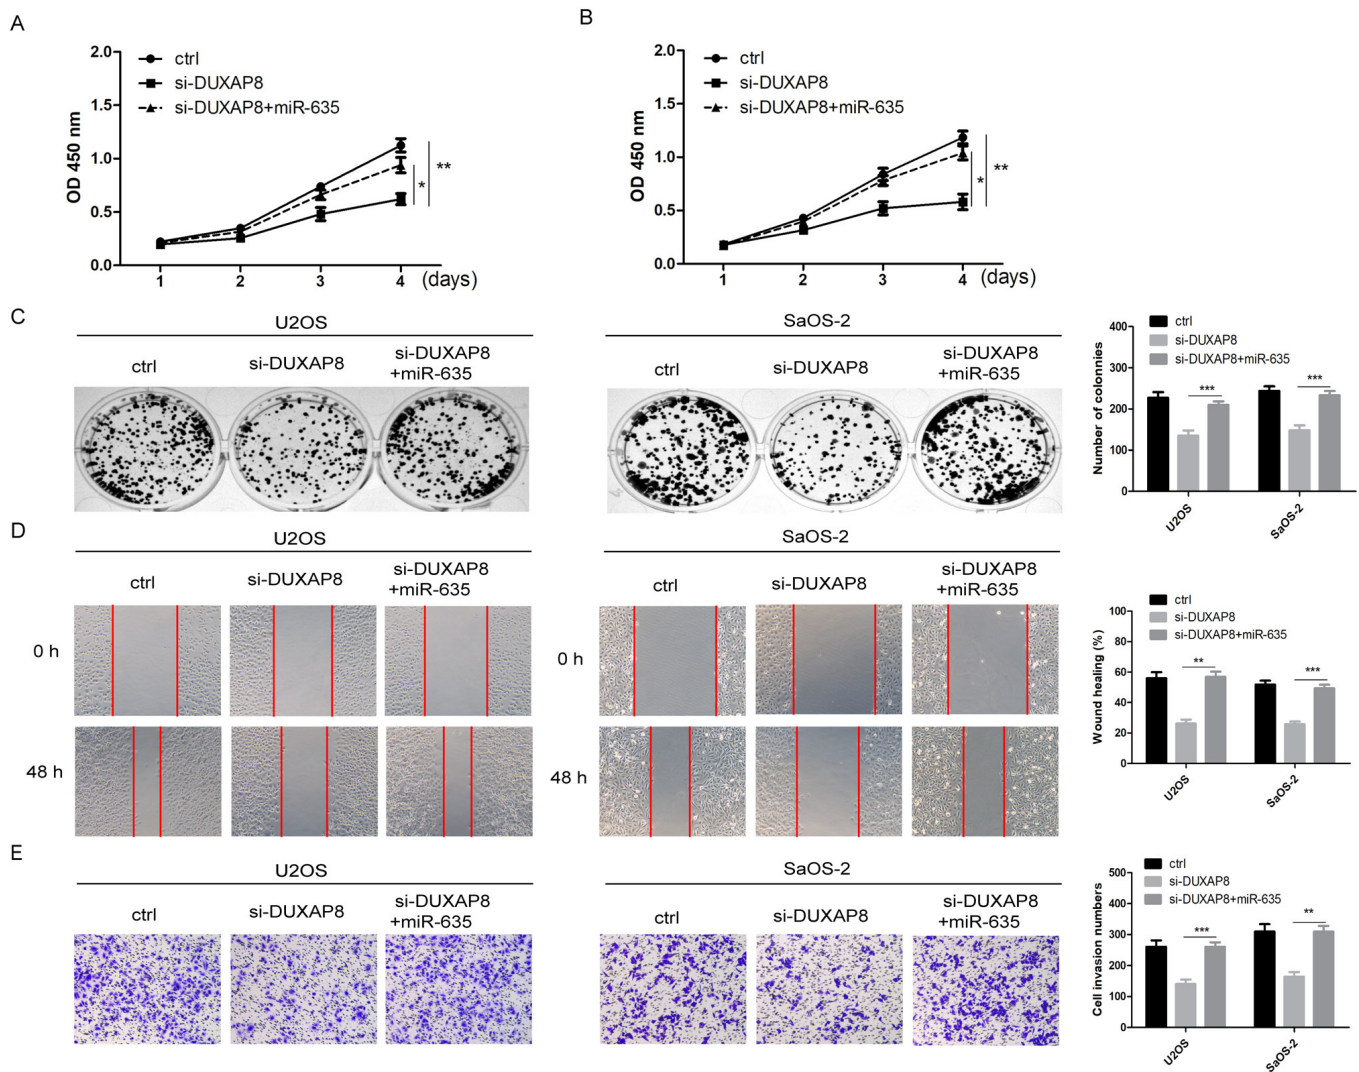 A
2.0
1.5
1.0
0.5
0.0
OD 450 nm
ctrl
si-DUXAP8
si-DUXAP8+miR-635
*
**
1 2 3 4 (days)
B
2.0
1.5
1.0
0.5
0.0
OD 450 nm
ctrl
si-DUXAP8
si-DUXAP8+miR-635
*
**
1 2 3 4 (days)
C
U2OS
ctrl si-DUXAP8 si-DUXAP8
+miR-635
SaOS-2
ctrl si-DUXAP8 si-DUXAP8
+miR-635
400
300
200
100
0
Number of colonies
ctrl
si-DUXAP8
si-DUXAP8+miR-635
*** ***
U2OS SaOS-2
D
U2OS
ctrl si-DUXAP8 si-DUXAP8
+miR-635
0 h
48 h
SaOS-2
ctrl si-DUXAP8 si-DUXAP8
+miR-635
0 h
48 h
100
80
60
40
20
0
Wound healing (%)
ctrl
si-DUXAP8
si-DUXAP8+miR-635
** ***
U2OS SaOS-2
E
U2OS
ctrl si-DUXAP8 si-DUXAP8
+miR-635
SaOS-2
ctrl si-DUXAP8 si-DUXAP8
+miR-635
500
400
300
200
100
0
Cell invasion numbers
ctrl
si-DUXAP8
si-DUXAP8+miR-635
*** **
U2OS SaOS-2